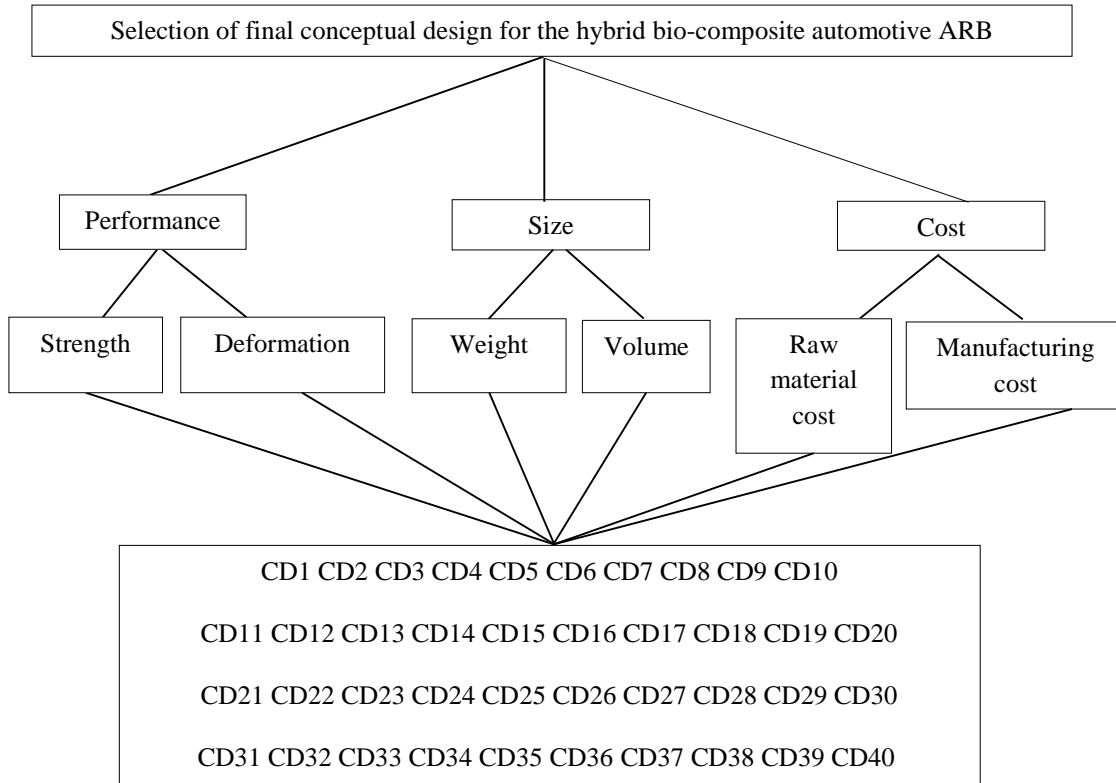 Selection of final conceptual design for the hybrid bio-composite automotive ARB
Performance
Size
Cost
Strength
Deformation
Weight
Volume
Raw
material
cost
Manufacturing
cost
CD1 CD2 CD3 CD4 CD5 CD6 CD7 CD8 CD9 CD10
CD11 CD12 CD13 CD14 CD15 CD16 CD17 CD18 CD19 CD20
CD21 CD22 CD23 CD24 CD25 CD26 CD27 CD28 CD29 CD30
CD31 CD32 CD33 CD34 CD35 CD36 CD37 CD38 CD39 CD40